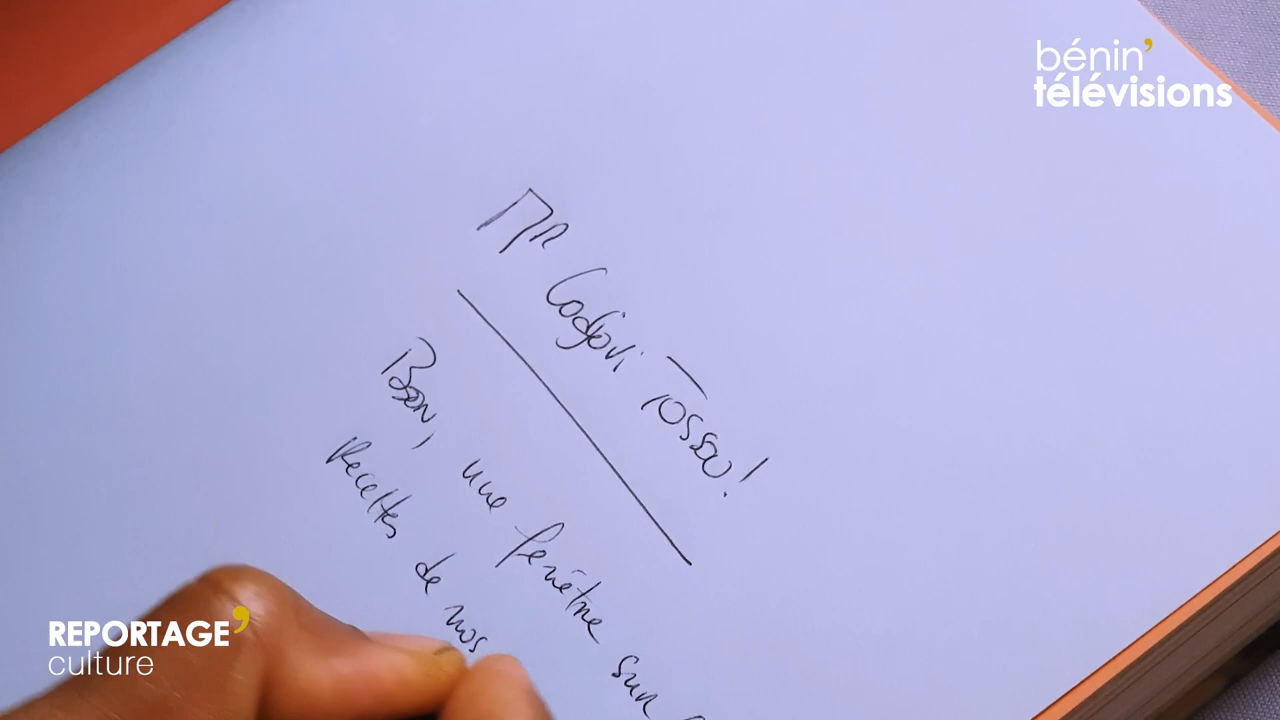 bénin'
télévisions
Mr Codjovi Tossou!
Bon, une fenêtre sur
recettes de nos
REPORTAGE'
culture